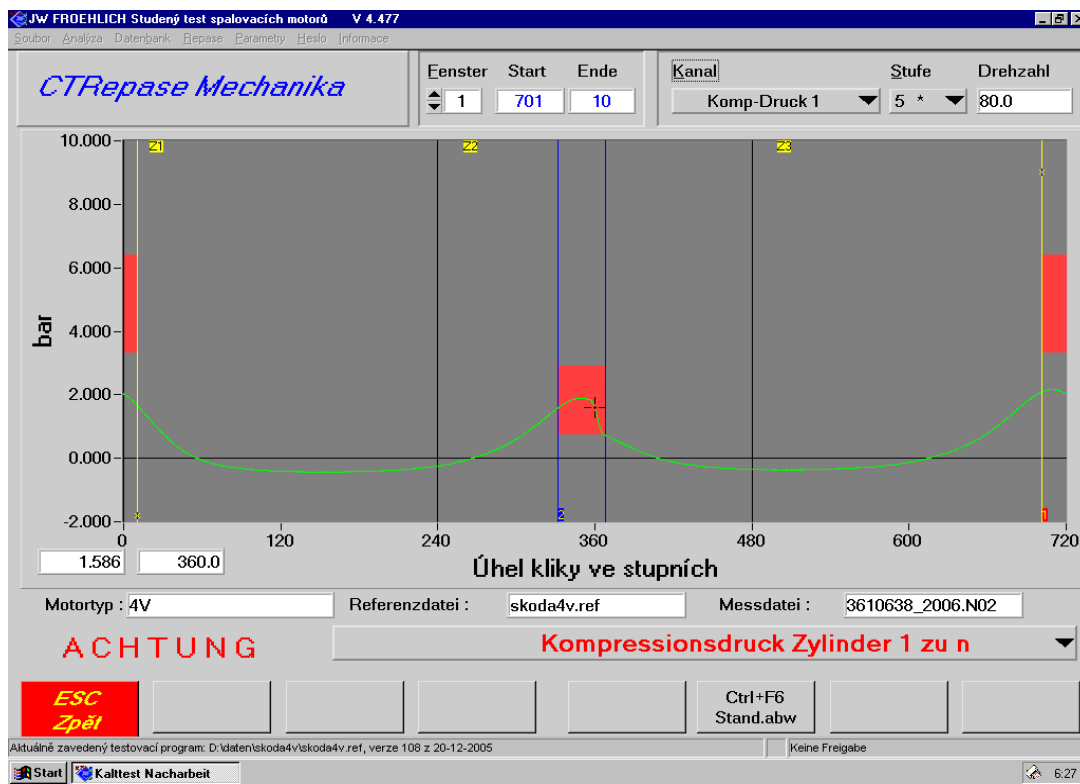 JW FROEHLICH Studený test spalovacích motorů V 4.477
Soubor Analýza Datenbank Repase Parametry Heslo Informace
CTRepase Mechanika
Fenster Start Ende
1 701 10
Kanal Stufe Drehzahl
Komp-Druck 1 5 * 80.0
Z1 Z2 Z3
10.000
8.000
6.000
4.000
2.000
0.000
-2.000
bar
2 1
0 120 240 360 480 600 720
1.586 360.0
Úhel kliky ve stupních
Motortyp : 4V Referenzdatei : skoda4v.ref Messdatei : 3610638_2006.N02
ACHTUNG Kompressionsdruck Zylinder 1 zu n
ESC
Zpět
Ctrl+F6
Stand.abw
Aktuálně zavedený testovací program: D:\daten\skoda4v\skoda4v.ref, verze 108 z 20-12-2005 Keine Freigabe
Start Kalttest Nacharbeit 6:27